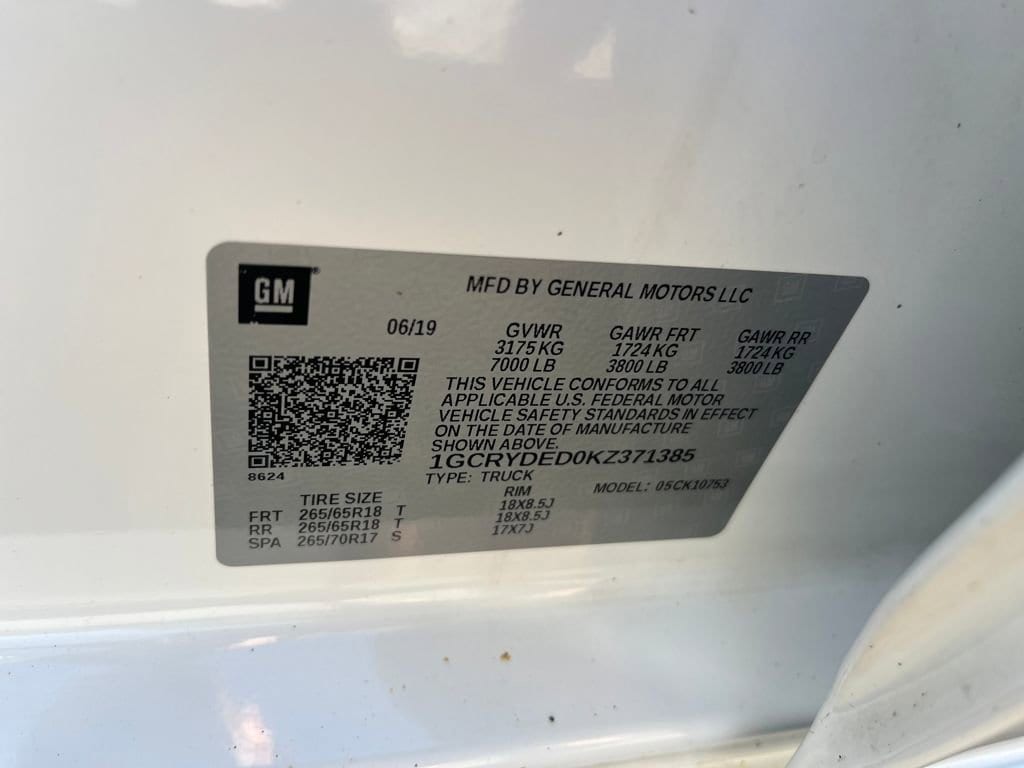 GM
MFD BY GENERAL MOTORS LLC
06/19 GVWR GAWR FRT GAWR RR
3175 KG 1724 KG 1724 KG
7000 LB 3800 LB 3800 LB
THIS VEHICLE CONFORMS TO ALL
APPLICABLE U.S. FEDERAL MOTOR
VEHICLE SAFETY STANDARDS IN EFFECT
ON THE DATE OF MANUFACTURE
SHOWN ABOVE.
1GCRYDED0KZ371385
8624
TYPE: TRUCK MODEL: 05CK10753
TIRE SIZE RIM
FRT 265/65R18 T 18X8.5J
RR 265/65R18 T 18X8.5J
SPA 265/70R17 S 17X7J